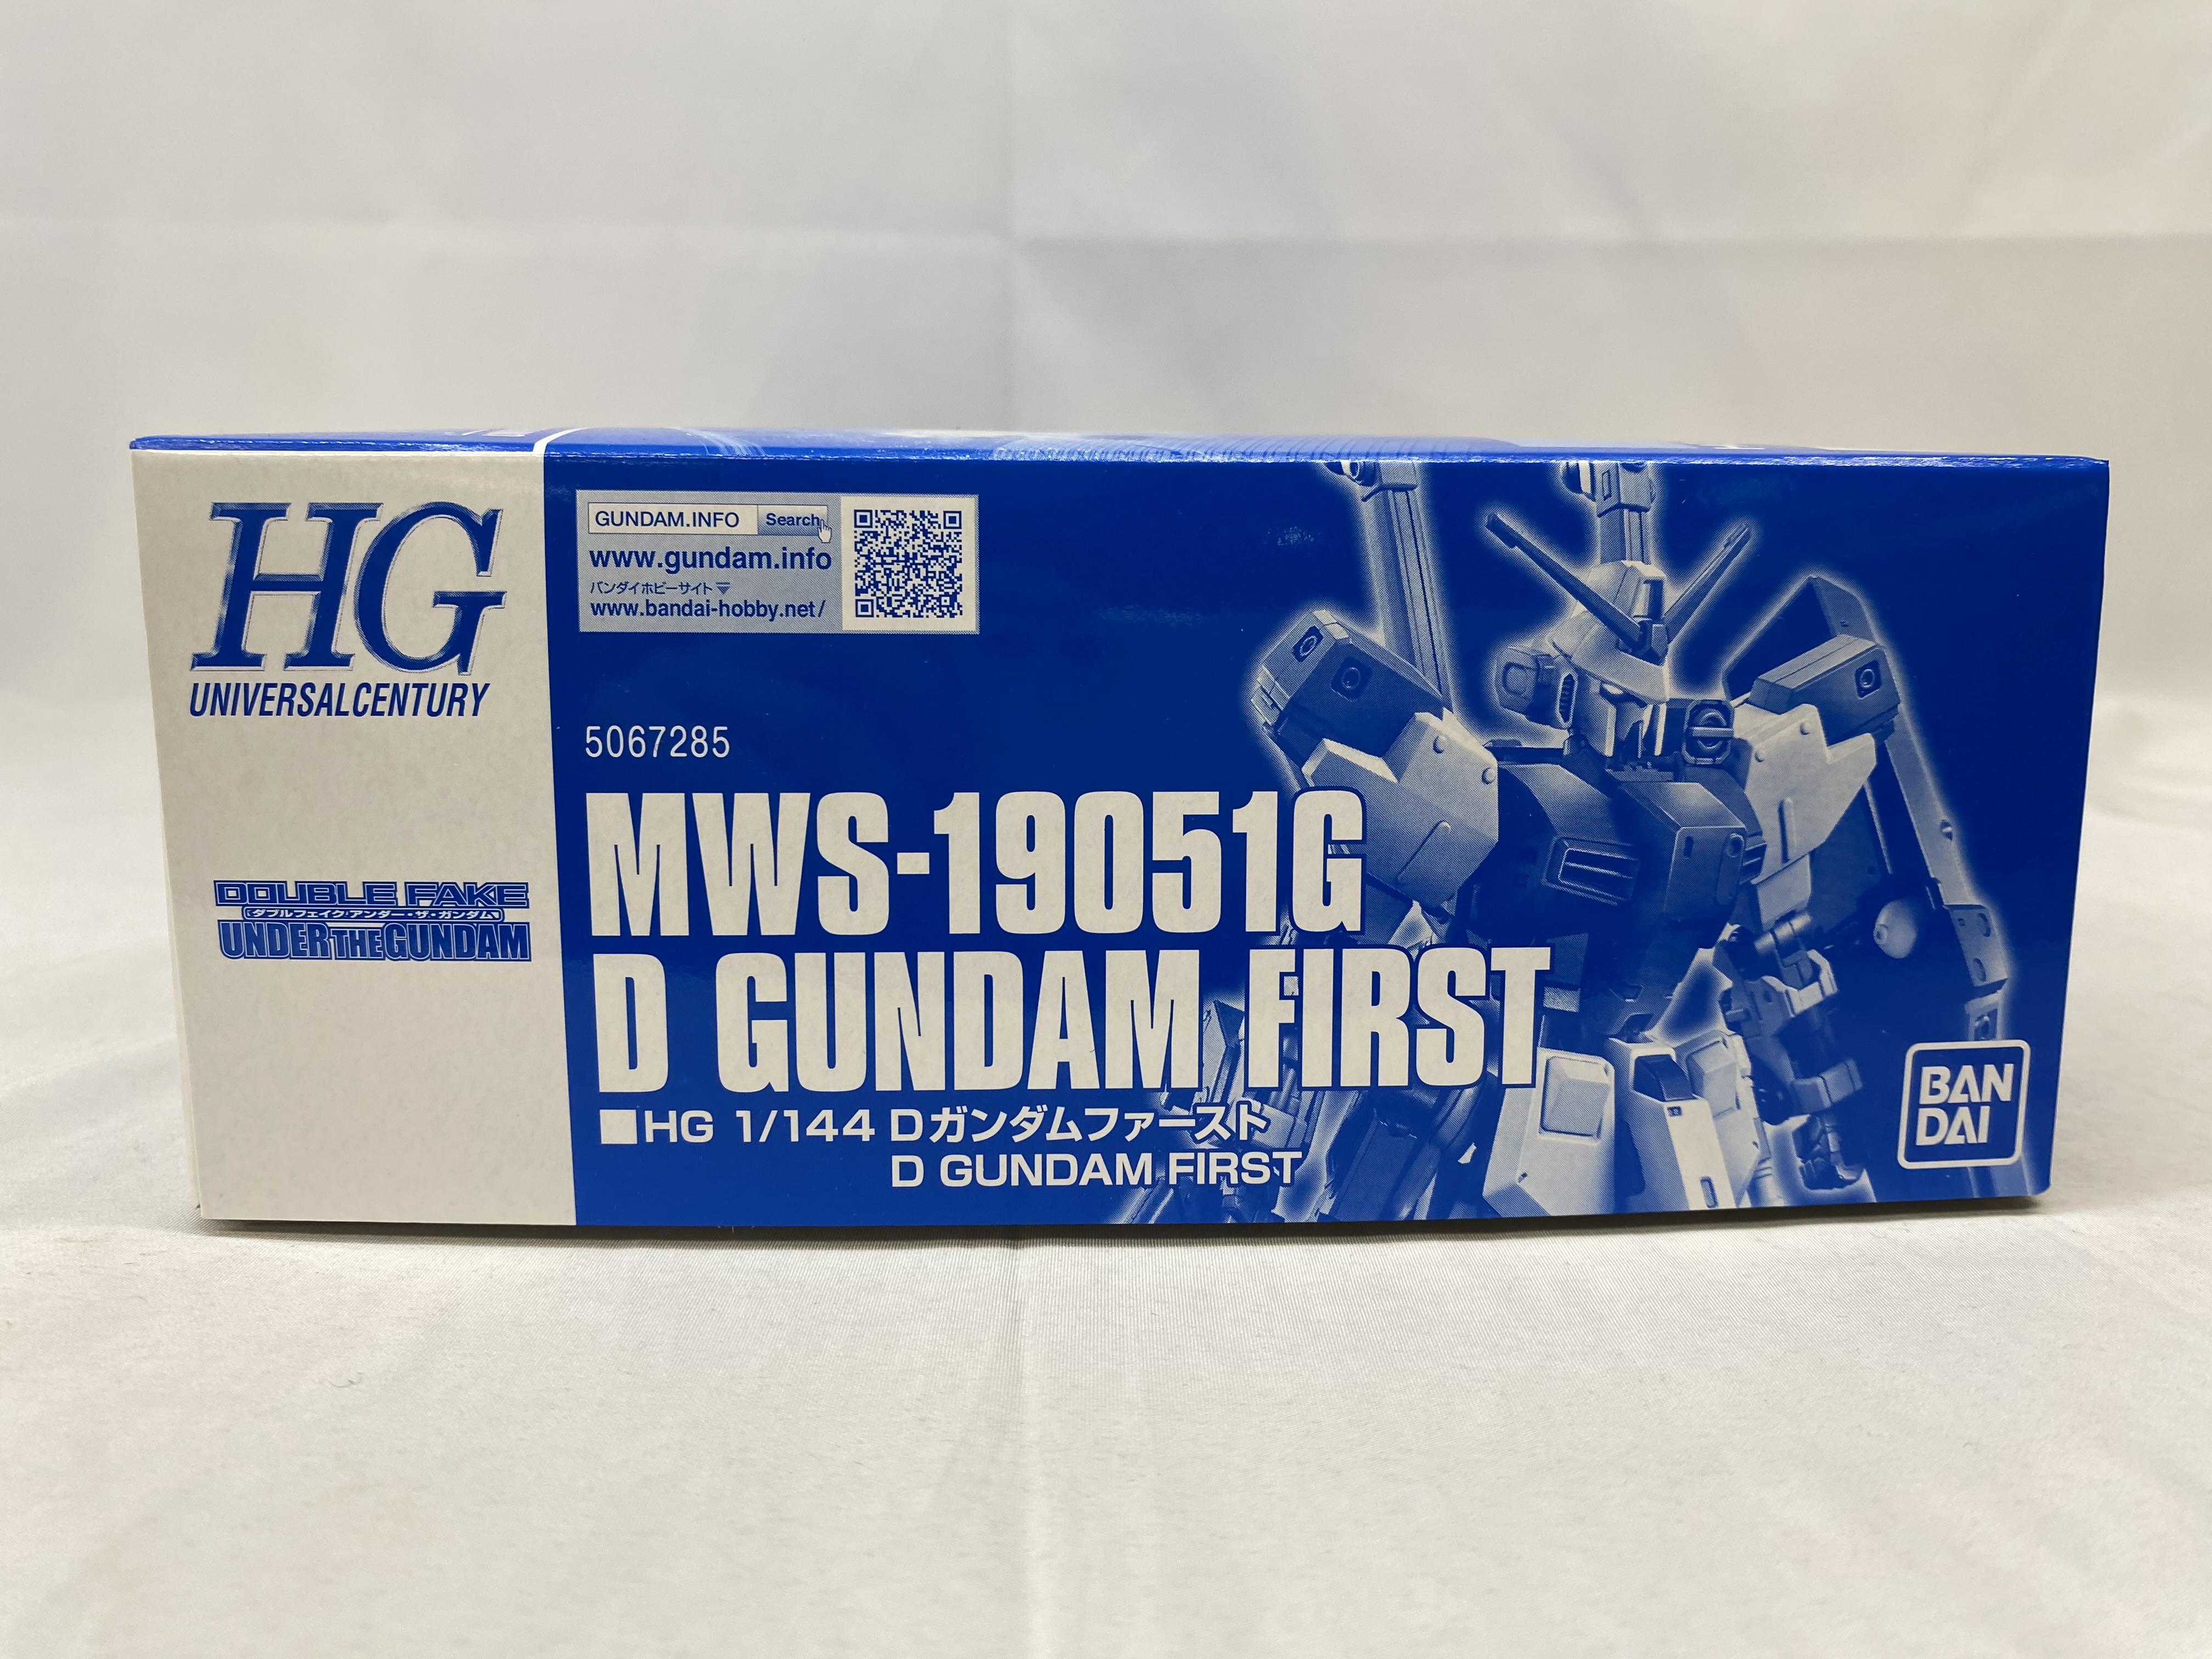 HG
UNIVERSAL CENTURY
DOUBLE FAKE
ダブルフェイク アンダー・ザ・ガンダム
UNDER THE GUNDAM
GUNDAM.INFO Search
www.gundam.info
バンダイホビーサイト▼
www.bandai-hobby.net/
5067285
MWS-19051G
D GUNDAM FIRST
■HG 1/144 Dガンダムファースト
D GUNDAM FIRST
BAN
DAI